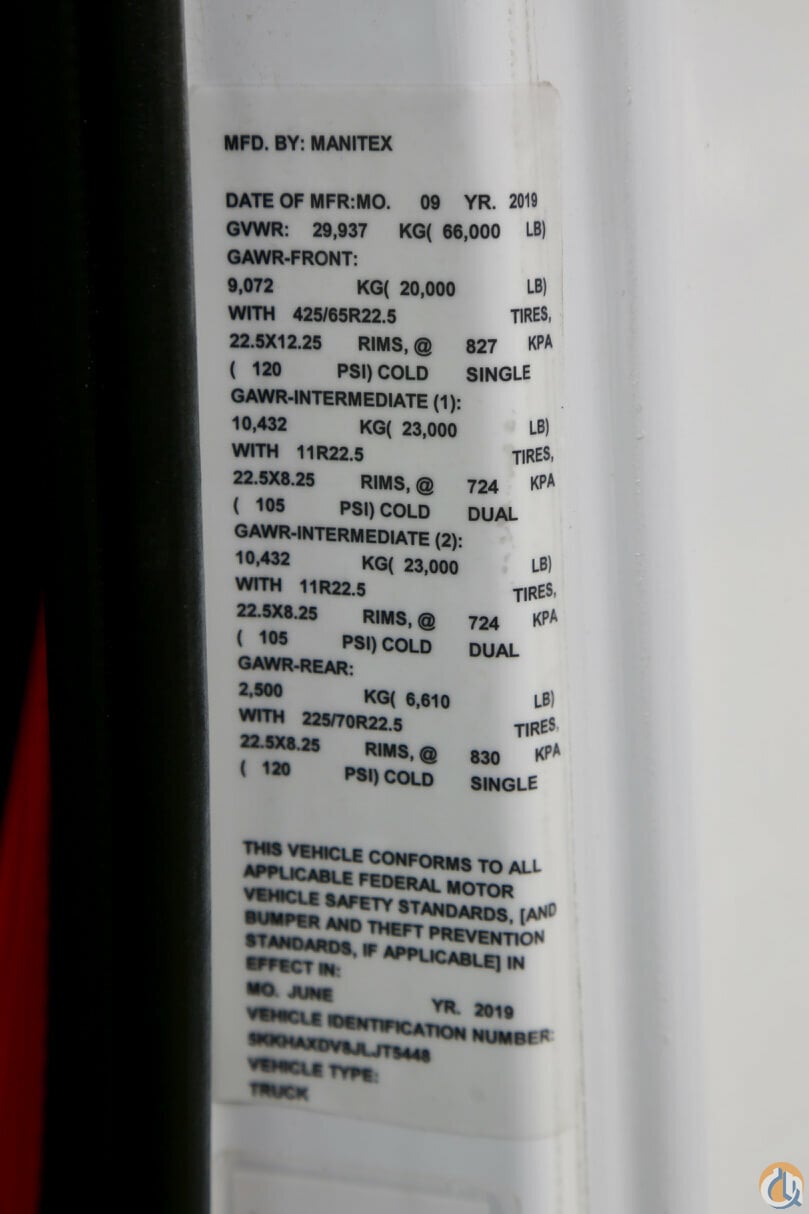 MFD. BY: MANITEX
DATE OF MFR:MO. 09 YR. 2019
GVWR: 29,937 KG( 66,000 LB)
GAWR-FRONT:
9,072 KG( 20,000 LB)
WITH 425/65R22.5 TIRES,
22.5X12.25 RIMS, @ 827 KPA
( 120 PSI) COLD SINGLE
GAWR-INTERMEDIATE (1):
10,432 KG( 23,000 LB)
WITH 11R22.5 TIRES,
22.5X8.25 RIMS, @ 724 KPA
( 105 PSI) COLD DUAL
GAWR-INTERMEDIATE (2):
10,432 KG( 23,000 LB)
WITH 11R22.5 TIRES,
22.5X8.25 RIMS, @ 724 KPA
( 105 PSI) COLD DUAL
GAWR-REAR:
2,500 KG( 6,610 LB)
WITH 225/70R22.5 TIRES,
22.5X8.25 RIMS, @ 830 KPA
( 120 PSI) COLD SINGLE
THIS VEHICLE CONFORMS TO ALL
APPLICABLE FEDERAL MOTOR
VEHICLE SAFETY STANDARDS, [AND
BUMPER AND THEFT PREVENTION
STANDARDS, IF APPLICABLE] IN
EFFECT IN:
MO. JUNE YR. 2019
VEHICLE IDENTIFICATION NUMBER:
VEHICLE TYPE:
TRUCK